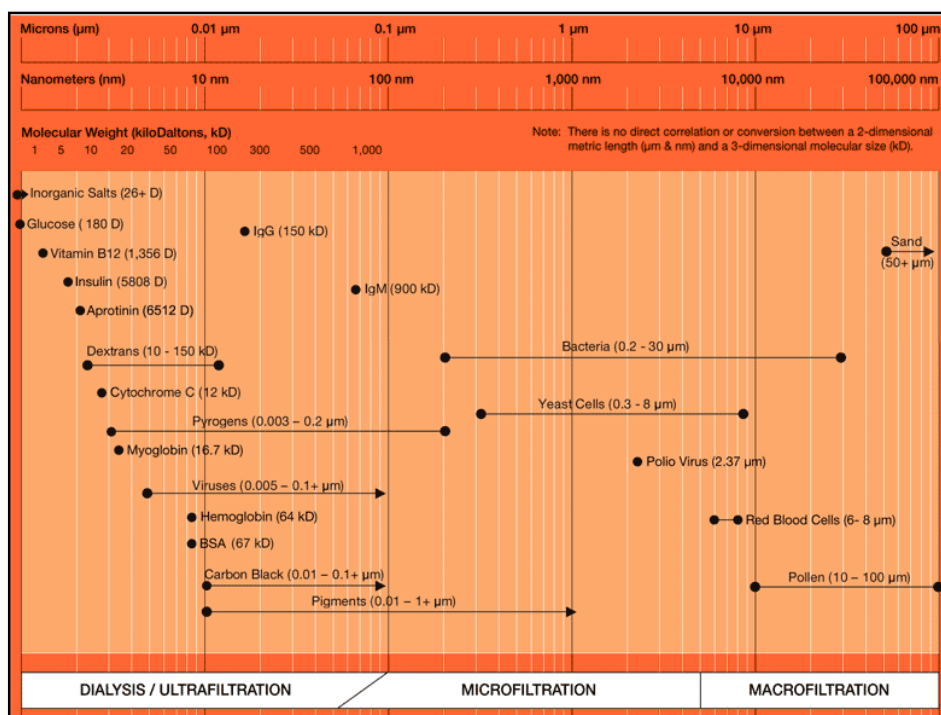 Microns (µm) 0.01 µm 0.1 µm 1 µm 10 µm 100 µm
Nanometers (nm) 10 nm 100 nm 1,000 nm 10,000 nm 100,000 nm
Molecular Weight (kiloDaltons, kD)
1 5 10 20 50 100 300 500 1,000
Note: There is no direct correlation or conversion between a 2-dimensional
metric length (µm & nm) and a 3-dimensional molecular size (kD).
Inorganic Salts (26+ D)
Glucose ( 180 D)
IgG (150 kD)
Sand
(50+ µm)
Vitamin B12 (1,356 D)
Insulin (5808 D)
IgM (900 kD)
Aprotinin (6512 D)
Dextrans (10 - 150 kD)
Bacteria (0.2 - 30 µm)
Cytochrome C (12 kD)
Yeast Cells (0.3 - 8 µm)
Pyrogens (0.003 – 0.2 µm)
Myoglobin (16.7 kD)
Polio Virus (2.37 µm)
Viruses (0.005 – 0.1+ µm)
Hemoglobin (64 kD)
Red Blood Cells (6- 8 µm)
BSA (67 kD)
Carbon Black (0.01 – 0.1+ µm)
Pollen (10 – 100 µm)
Pigments (0.01 – 1+ µm)
DIALYSIS / ULTRAFILTRATION MICROFILTRATION MACROFILTRATION